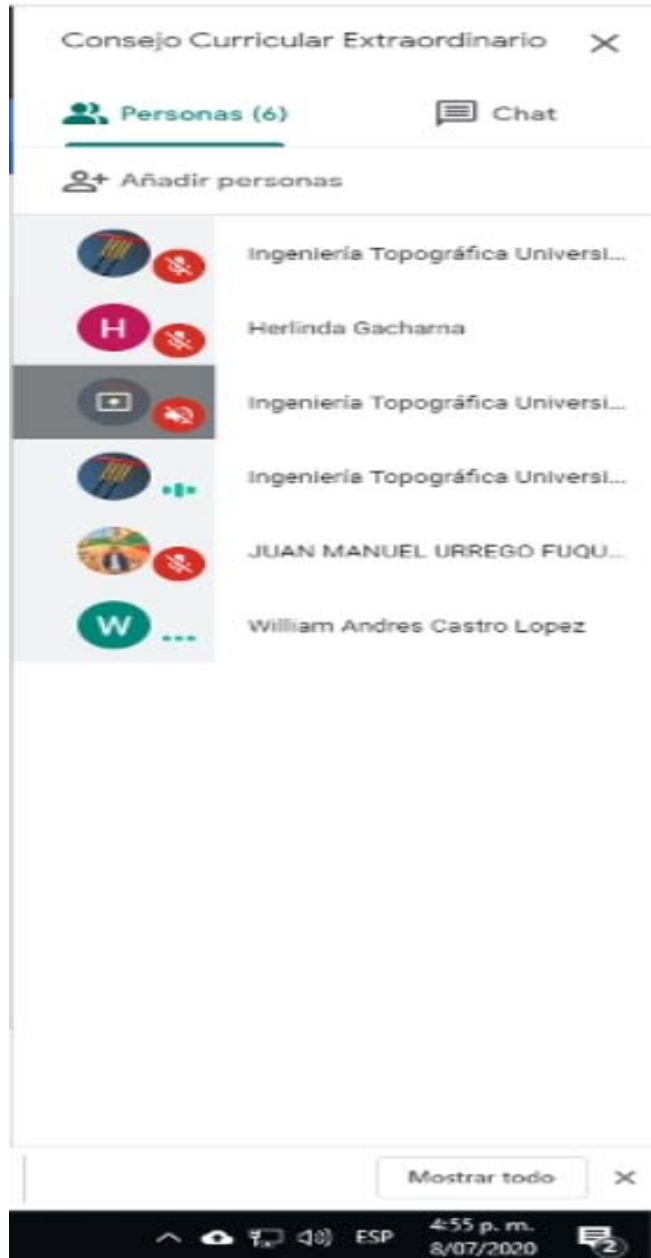 Consejo Curricular Extraordinario
Personas (6)
Chat
Añadir personas
Ingeniería Topográfica Universi...
H
Herlinda Gacharna
Ingeniería Topográfica Universi...
Ingeniería Topográfica Universi...
JUAN MANUEL URREGO FUQU...
W
William Andres Castro Lopez
Mostrar todo
ESP
4:55 p. m.
8/07/2020
2